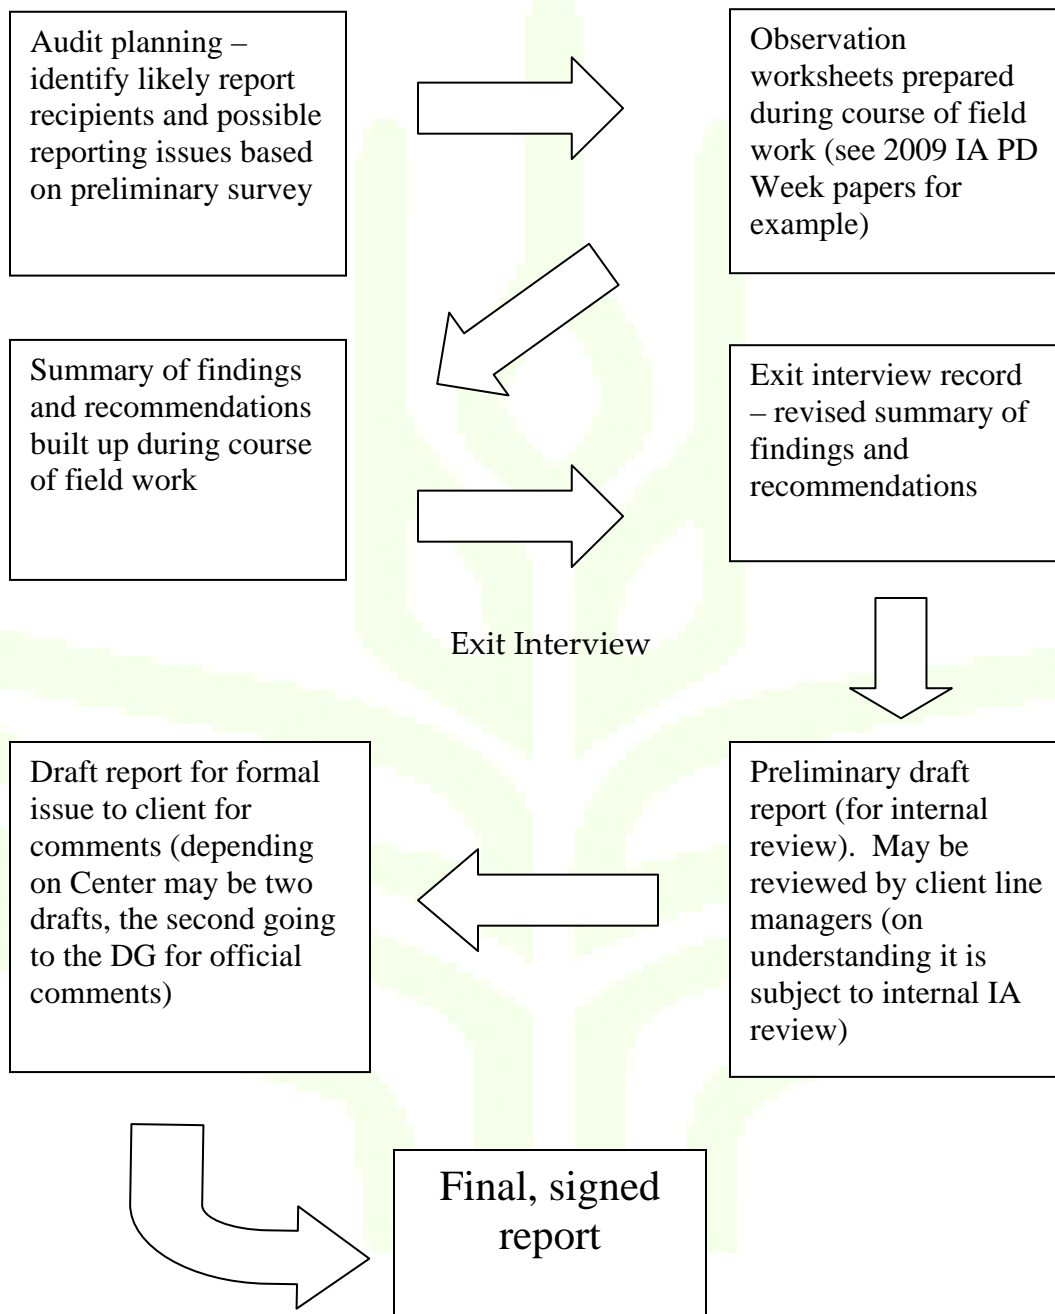 Audit planning –
identify likely report
recipients and possible
reporting issues based
on preliminary survey
Observation
worksheets prepared
during course of field
work (see 2009 IA PD
Week papers for
example)
Summary of findings
and recommendations
built up during course
of field work
Exit interview record
– revised summary of
findings and
recommendations
Exit Interview
Draft report for formal
issue to client for
comments (depending
on Center may be two
drafts, the second going
to the DG for official
comments)
Preliminary draft
report (for internal
review).  May be
reviewed by client line
managers (on
understanding it is
subject to internal IA
review)
Final, signed
report